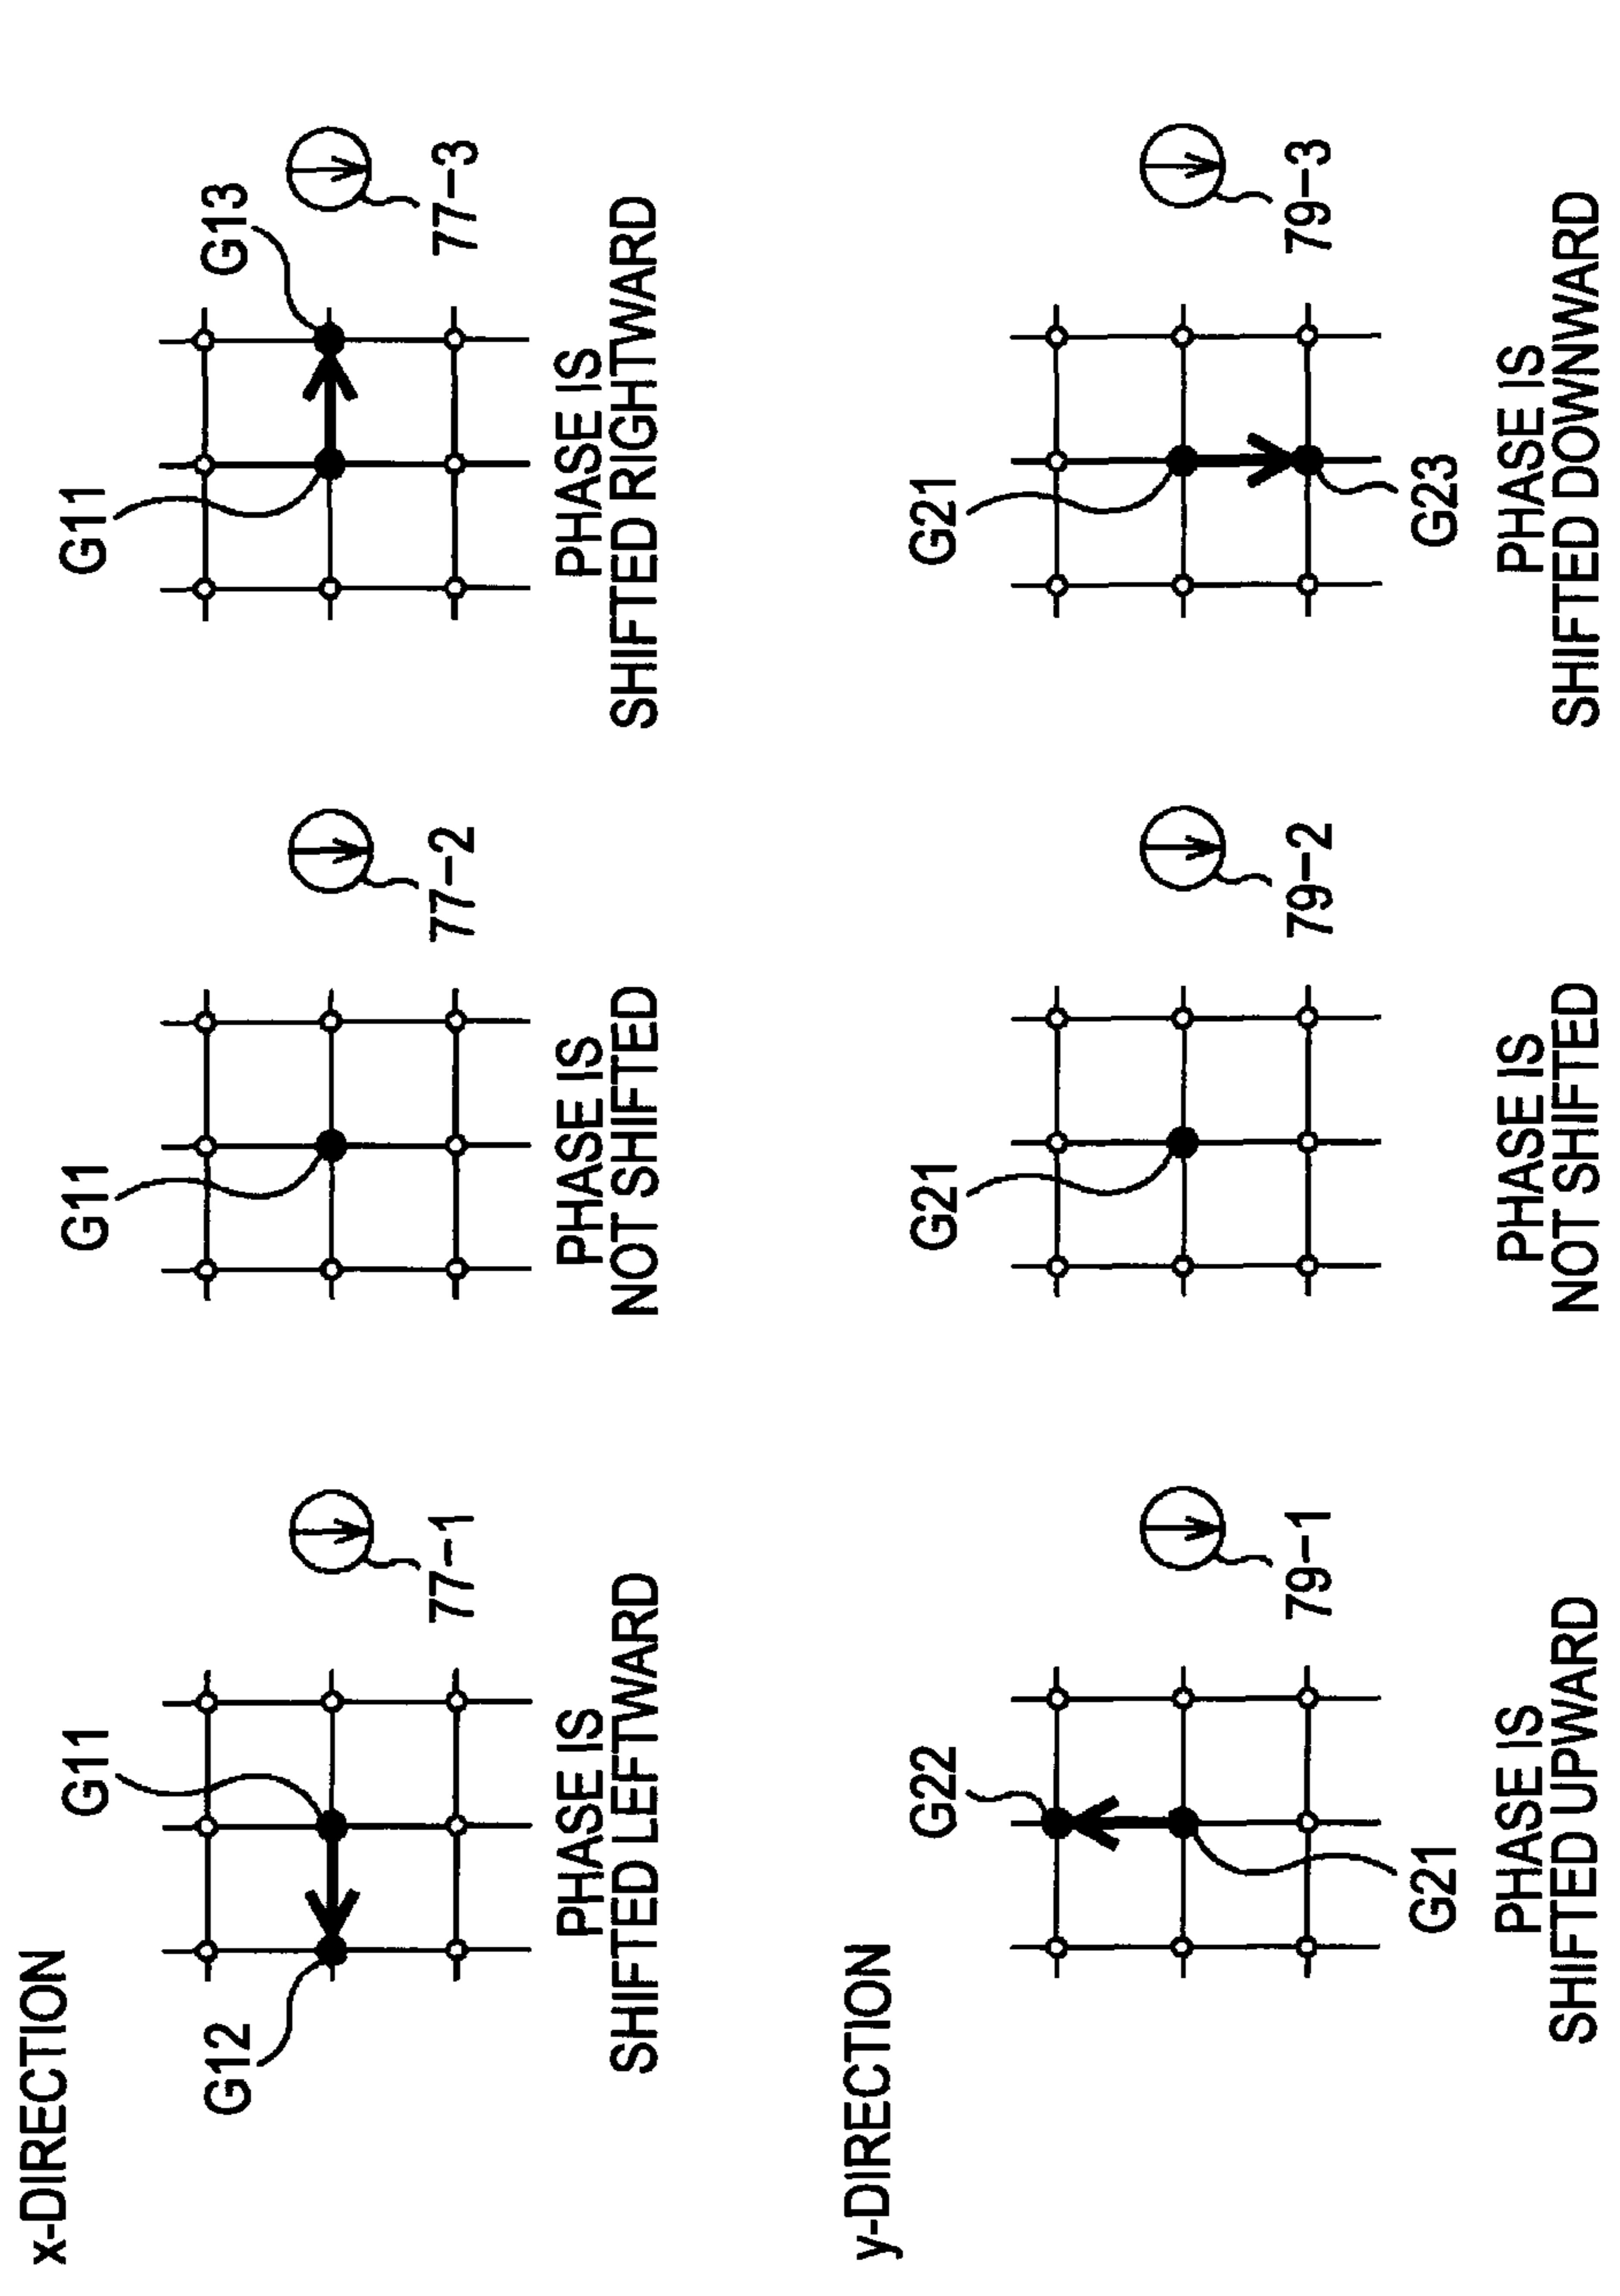 x-DIRECTION
G12
G11
77-1
PHASE IS
SHIFTED LEFTWARD
G11
77-2
PHASE IS
NOT SHIFTED
G11
G13
77-3
PHASE IS
SHIFTED RIGHTWARD
y-DIRECTION
G22
G21
79-1
PHASE IS
SHIFTED UPWARD
G21
79-2
PHASE IS
NOT SHIFTED
G21
G23
79-3
PHASE IS
SHIFTED DOWNWARD